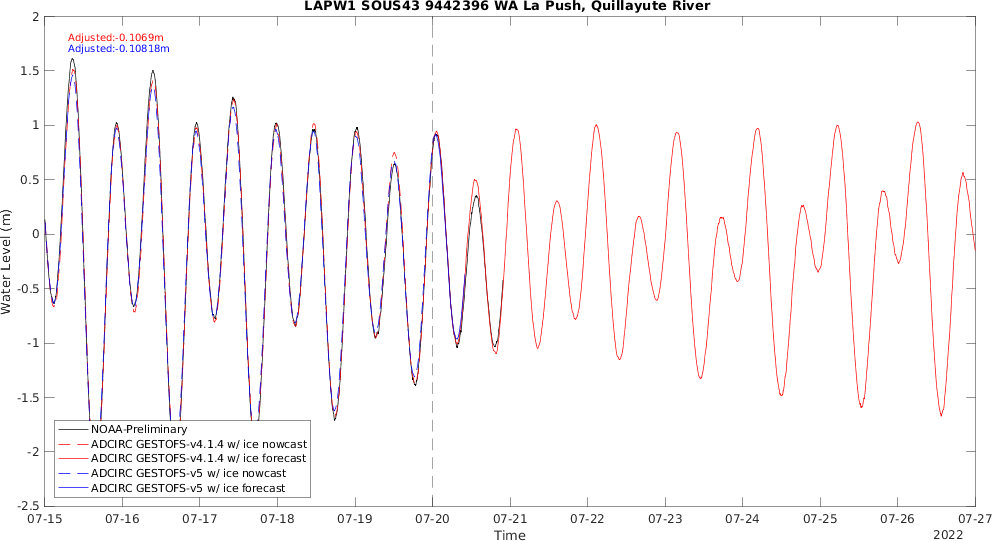 LAPW1 SOUS43 9442396 WA La Push, Quillayute River
Adjusted:-0.1069m
Adjusted:-0.10818m
2
1.5
1
0.5
0
-0.5
-1
-1.5
-2
-2.5
Water Level (m)
NOAA-Preliminary
ADCIRC GESTOFS-v4.1.4 w/ ice nowcast
ADCIRC GESTOFS-v4.1.4 w/ ice forecast
ADCIRC GESTOFS-v5 w/ ice nowcast
ADCIRC GESTOFS-v5 w/ ice forecast
07-15 07-16 07-17 07-18 07-19 07-20 07-21 07-22 07-23 07-24 07-25 07-26 07-27
Time
2022